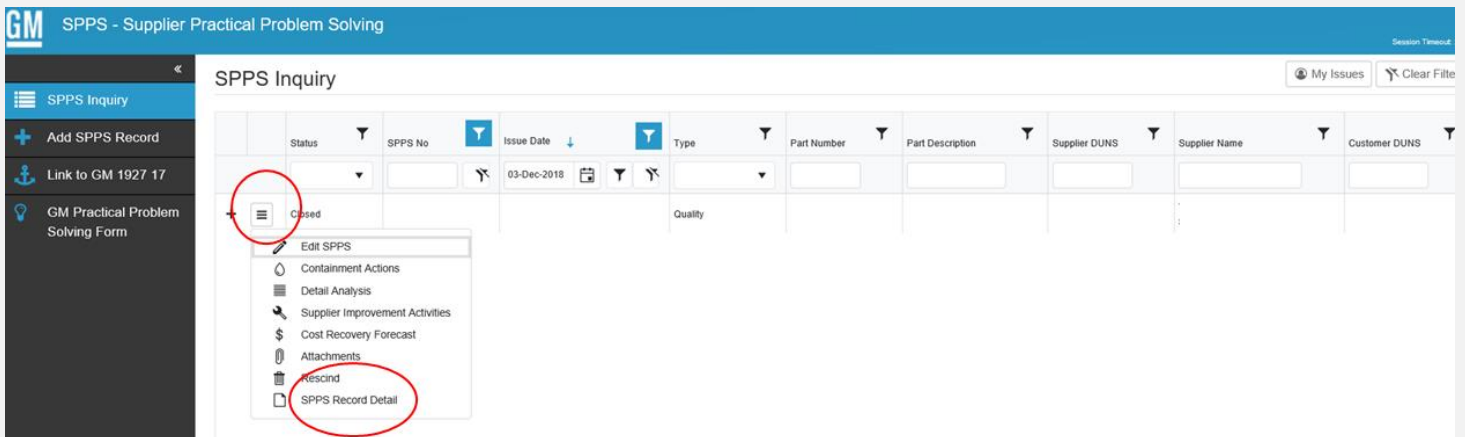 GM
SPPS - Supplier Practical Problem Solving
Session Timeout:
«
SPPS Inquiry
Add SPPS Record
Link to GM 1927 17
GM Practical Problem
Solving Form
SPPS Inquiry
My Issues
Clear Filte
Status
SPPS No
Issue Date
Type
Part Number
Part Description
Supplier DUNS
Supplier Name
Customer DUNS
03-Dec-2018
Closed
Quality
Edit SPPS
Containment Actions
Detail Analysis
Supplier Improvement Activities
$ Cost Recovery Forecast
Attachments
Rescind
SPPS Record Detail